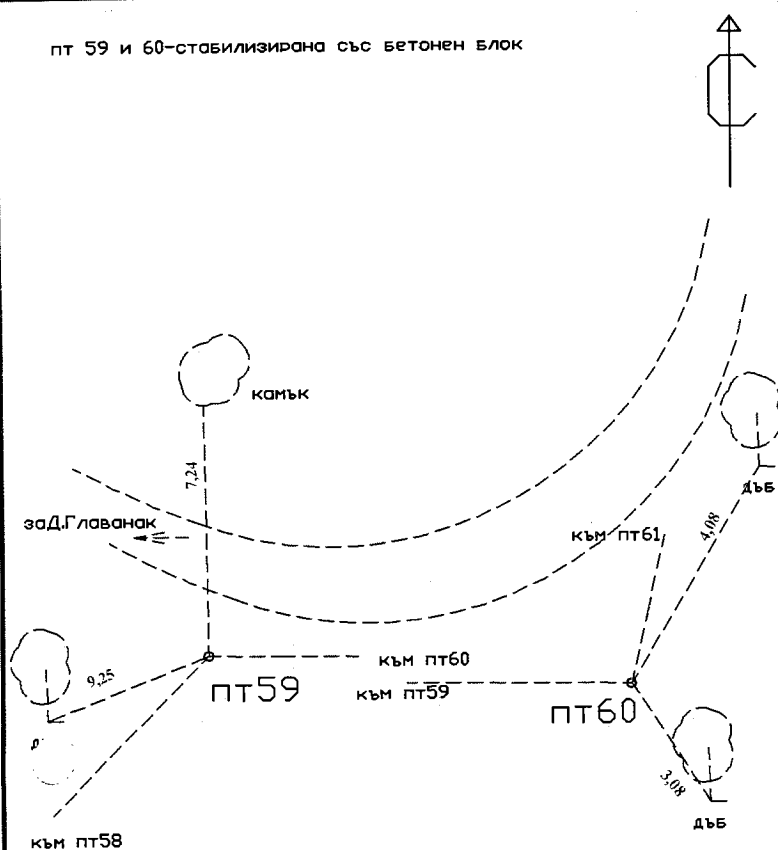 пт 59 и 60-стабилизирана със бетонен блок
С
камък
7,24
заД.Главанак
дъб
4,08
към пт61
9,25
към пт60
пт59
към пт59
пт60
3,08
дъб
към пт58